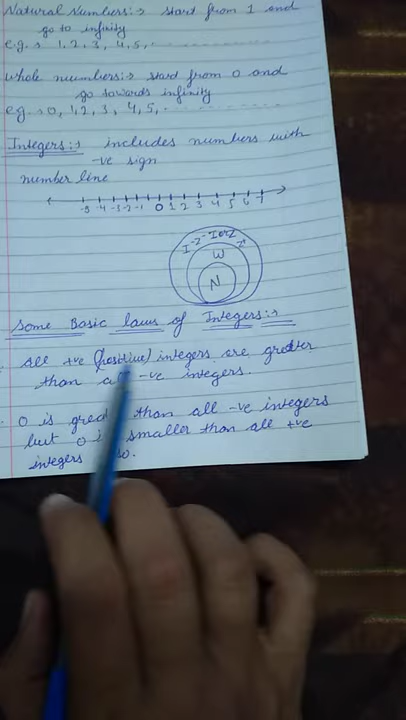 Natural Numbers:→ start from 1 and
go to infinity
e.g. 1, 2, 3, 4, 5, ...
Whole numbers:→ start from 0 and
go towards infinity
e.g. :→ 0, 1, 2, 3, 4, 5, ...
Integers:→ includes numbers with
-ve sign
number line
-5 -4 -3 -2 -1 0 1 2 3 4 5 6 7
W
N
Some Basic laws of Integers:→
All +ve (positive) integers are greater
than all -ve integers.
0 is than all -ve integers
but 0 is smaller than all +ve
integers